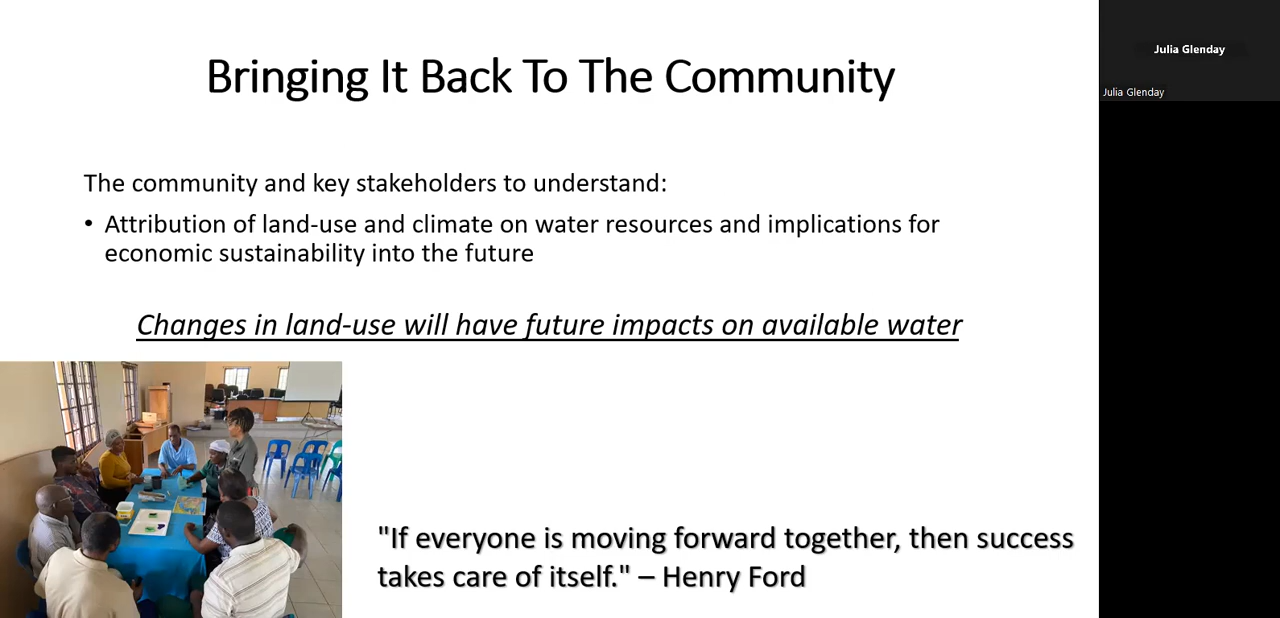 Bringing It Back To The Community
The community and key stakeholders to understand:
• Attribution of land-use and climate on water resources and implications for
economic sustainability into the future
Changes in land-use will have future impacts on available water
"If everyone is moving forward together, then success
takes care of itself." – Henry Ford
Julia Glenday
Julia Glenday